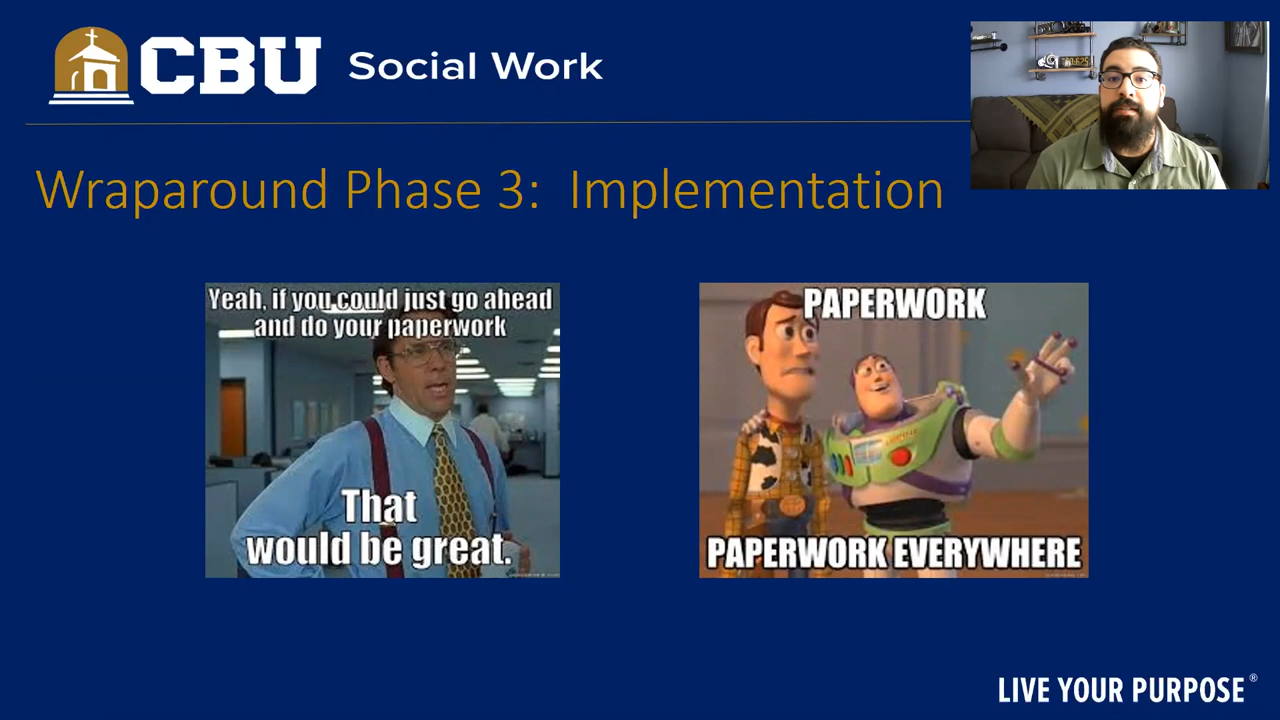 CBU Social Work
Wraparound Phase 3: Implementation
Yeah, if you could just go ahead
and do your paperwork
That
would be great.
PAPERWORK
PAPERWORK EVERYWHERE
LIVE YOUR PURPOSE®